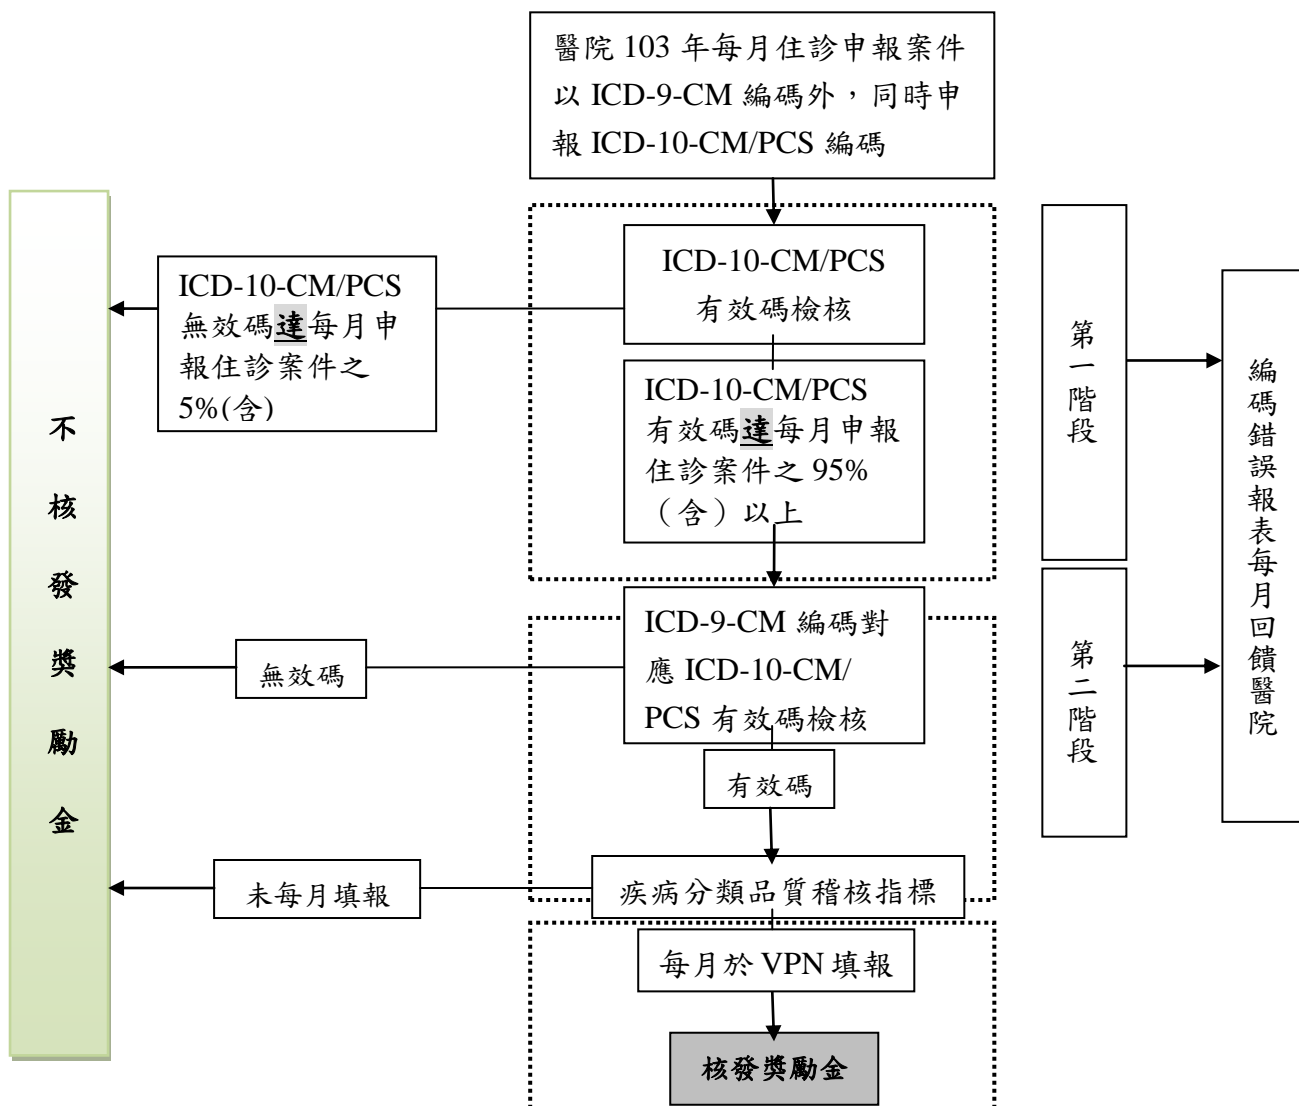 醫院 103 年每月住診申報案件
以 ICD-9-CM 編碼外，同時申
報 ICD-10-CM/PCS 編碼
ICD-10-CM/PCS
有效碼檢核
ICD-10-CM/PCS
無效碼達每月申
報住診案件之
5%(含)
ICD-10-CM/PCS
有效碼達每月申報
住診案件之 95%
（含）以上
ICD-9-CM 編碼對
應 ICD-10-CM/
PCS 有效碼檢核
無效碼
有效碼
疾病分類品質稽核指標
未每月填報
每月於 VPN 填報
核發獎勵金
不核發獎勵金
第一階段
第二階段
編碼錯誤報表每月回饋醫院